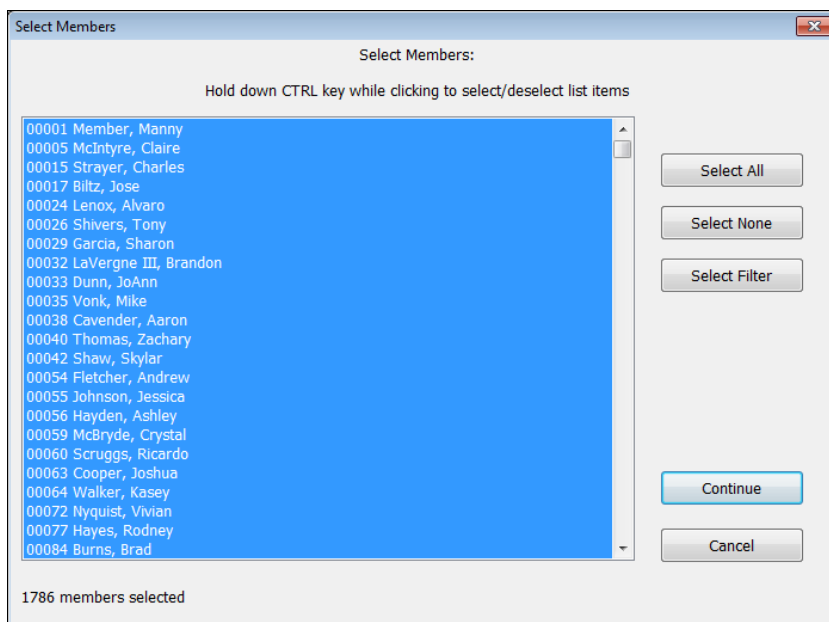 Select Members
Select Members:
Hold down CTRL key while clicking to select/deselect list items
00001 Member, Manny
00005 McIntyre, Claire
00015 Strayer, Charles
00017 Biltz, Jose
00024 Lenox, Alvaro
00026 Shivers, Tony
00029 Garcia, Sharon
00032 LaVergne III, Brandon
00033 Dunn, JoAnn
00035 Vonk, Mike
00038 Cavender, Aaron
00040 Thomas, Zachary
00042 Shaw, Skylar
00054 Fletcher, Andrew
00055 Johnson, Jessica
00056 Hayden, Ashley
00059 McBryde, Crystal
00060 Scruggs, Ricardo
00063 Cooper, Joshua
00064 Walker, Kasey
00072 Nyquist, Vivian
00077 Hayes, Rodney
00084 Burns, Brad
Select All
Select None
Select Filter
Continue
Cancel
1786 members selected